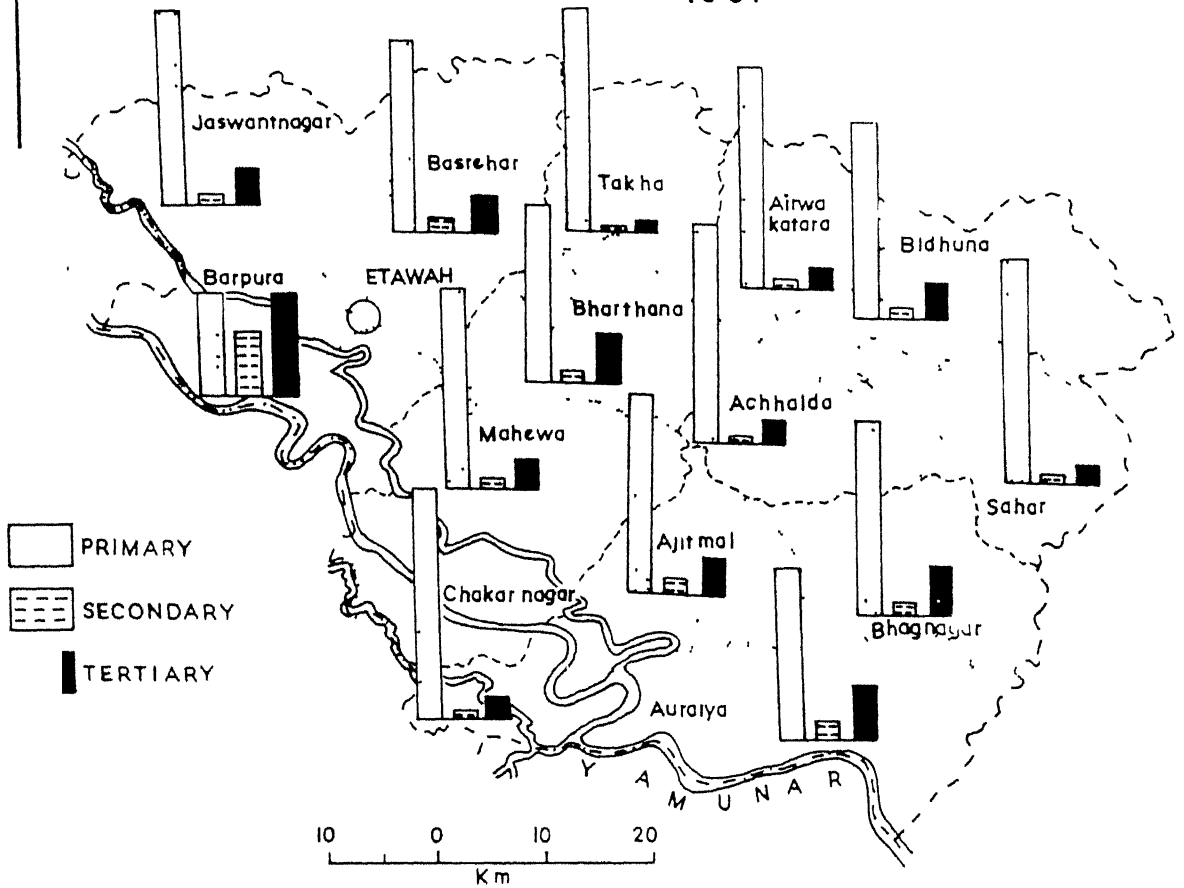 Jaswantnagar
Basrehar
Takha
Airwa
katara
Bidhuna
Barpura
ETAWAH
Bharthana
Achhalda
Mahewa
Sahar
Ajitmal
PRIMARY
SECONDARY
TERTIARY
Chakar nagar
Bhagnagar
Auraiya
YAMUNA R
10 0 10 20
Km